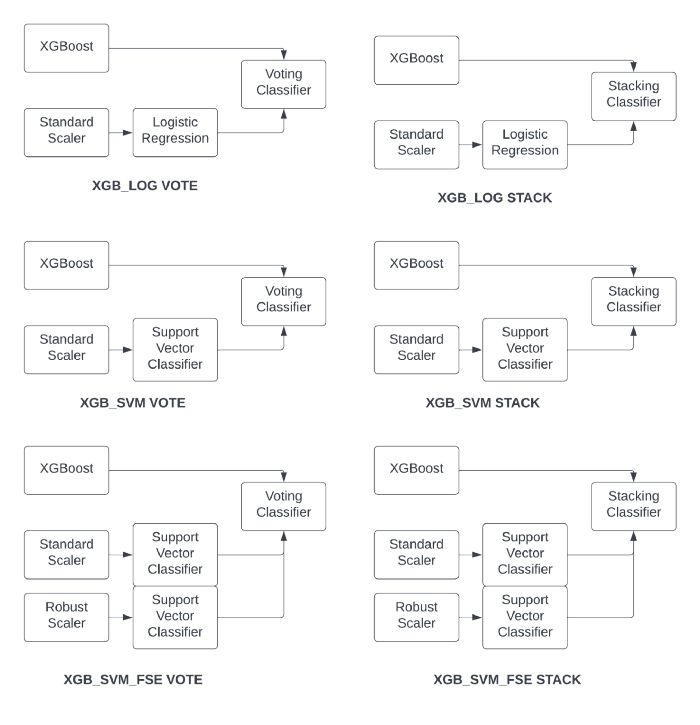 XGBoost
Voting
Classifier
Standard
Scaler
Logistic
Regression
XGB_LOG VOTE
XGBoost
Stacking
Classifier
Standard
Scaler
Logistic
Regression
XGB_LOG STACK
XGBoost
Voting
Classifier
Standard
Scaler
Support
Vector
Classifier
XGB_SVM VOTE
XGBoost
Stacking
Classifier
Standard
Scaler
Support
Vector
Classifier
XGB_SVM STACK
XGBoost
Voting
Classifier
Standard
Scaler
Support
Vector
Classifier
Robust
Scaler
Support
Vector
Classifier
XGB_SVM_FSE VOTE
XGBoost
Stacking
Classifier
Standard
Scaler
Support
Vector
Classifier
Robust
Scaler
Support
Vector
Classifier
XGB_SVM_FSE STACK